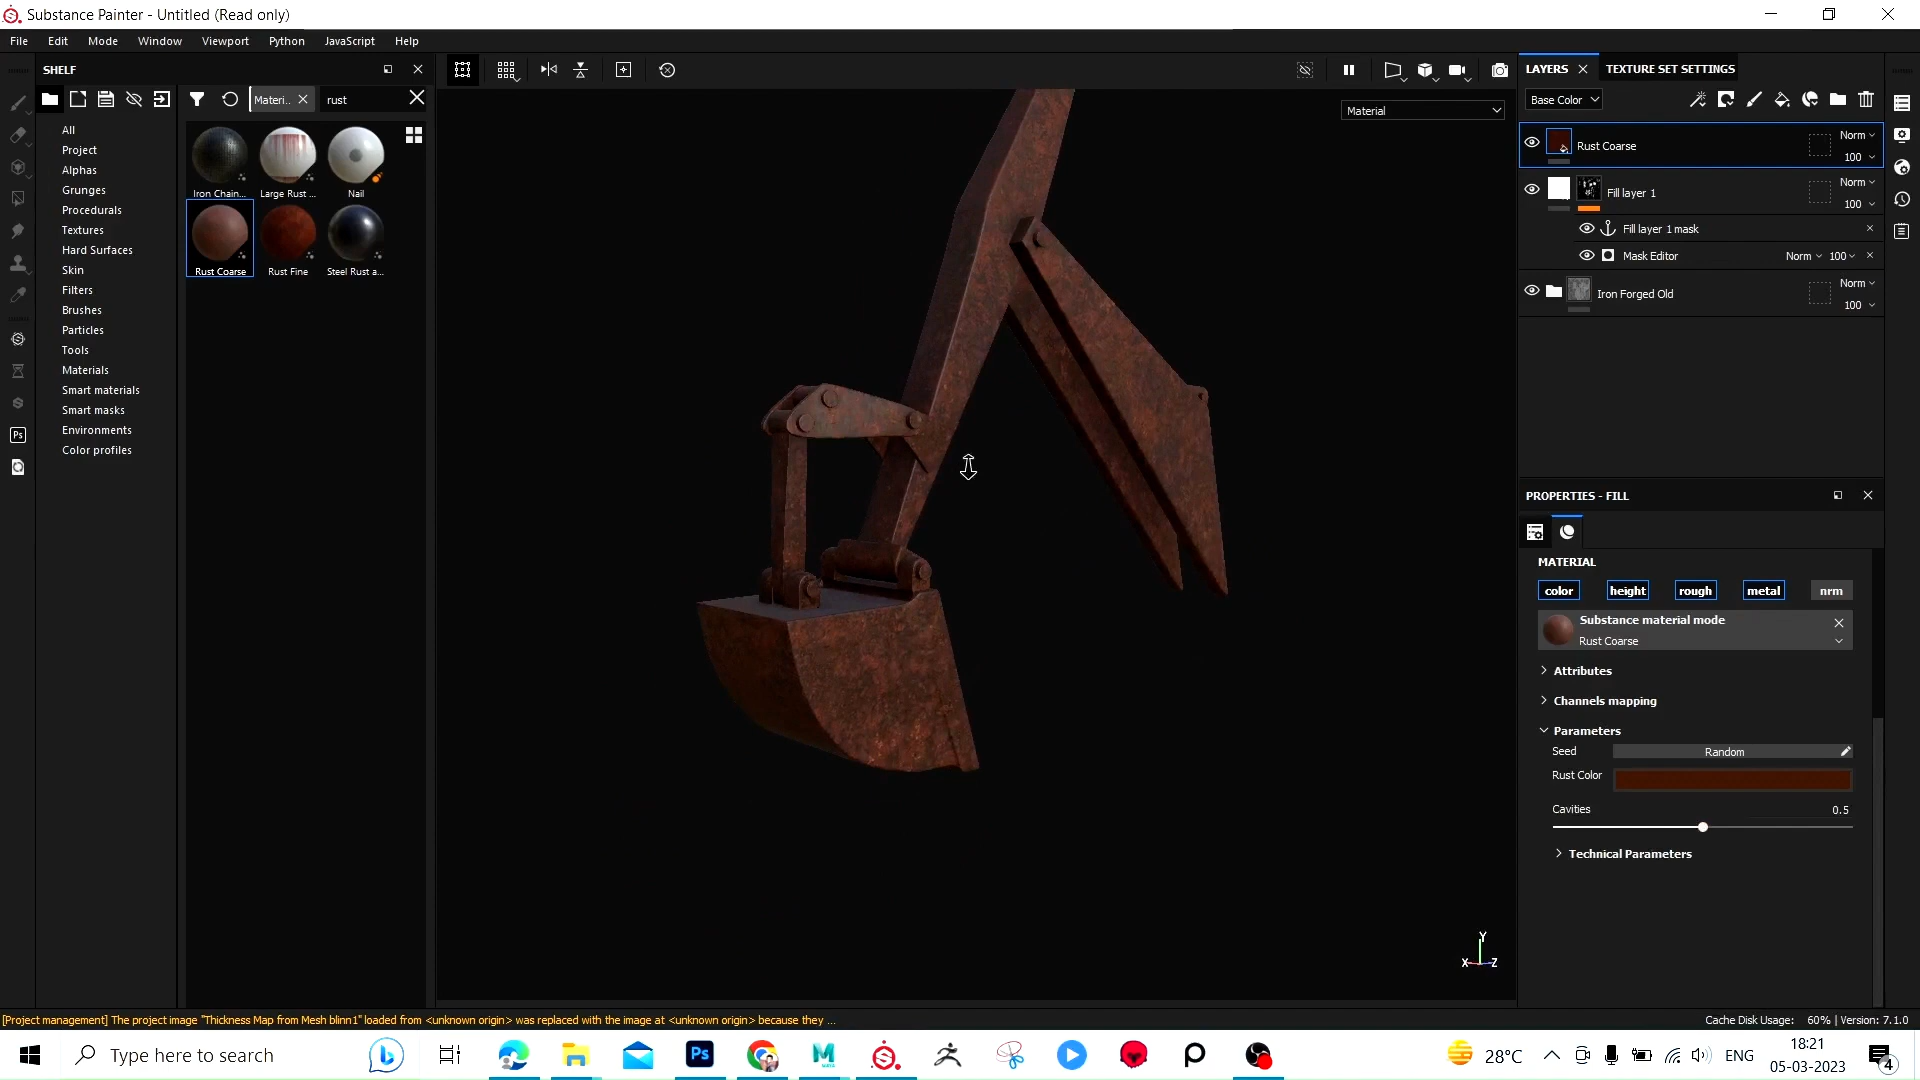 Substance Painter - Untitled (Read only)
File Edit Mode Window Viewport Python JavaScript Help
SHELF
Materi.. rust
All
Project
Alphas
Grunges
Procedurals
Textures
Hard Surfaces
Skin
Filters
Brushes
Particles
Tools
Materials
Smart materials
Smart masks
Environments
Color profiles
Iron Chain... Large Rust ... Nail
Rust Coarse Rust Fine Steel Rust a...
Material
LAYERS TEXTURE SET SETTINGS
Base Color
Rust Coarse Norm 100
Fill layer 1 Norm 100
Fill layer 1 mask
Mask Editor Norm 100
Iron Forged Old Norm 100
PROPERTIES - FILL
MATERIAL
color height rough metal nrm
Substance material mode
Rust Coarse
Attributes
Channels mapping
Parameters
Seed Random
Rust Color
Cavities 0.5
Technical Parameters
Y
X Z
[Project management] The project image "Thickness Map from Mesh blinn1" loaded from <unknown origin> was replaced with the image at <unknown origin> because they ...
Cache Disk Usage: 60% | Version: 7.1.0
Type here to search
Ps
28°C
ENG
18:21
05-03-2023
4